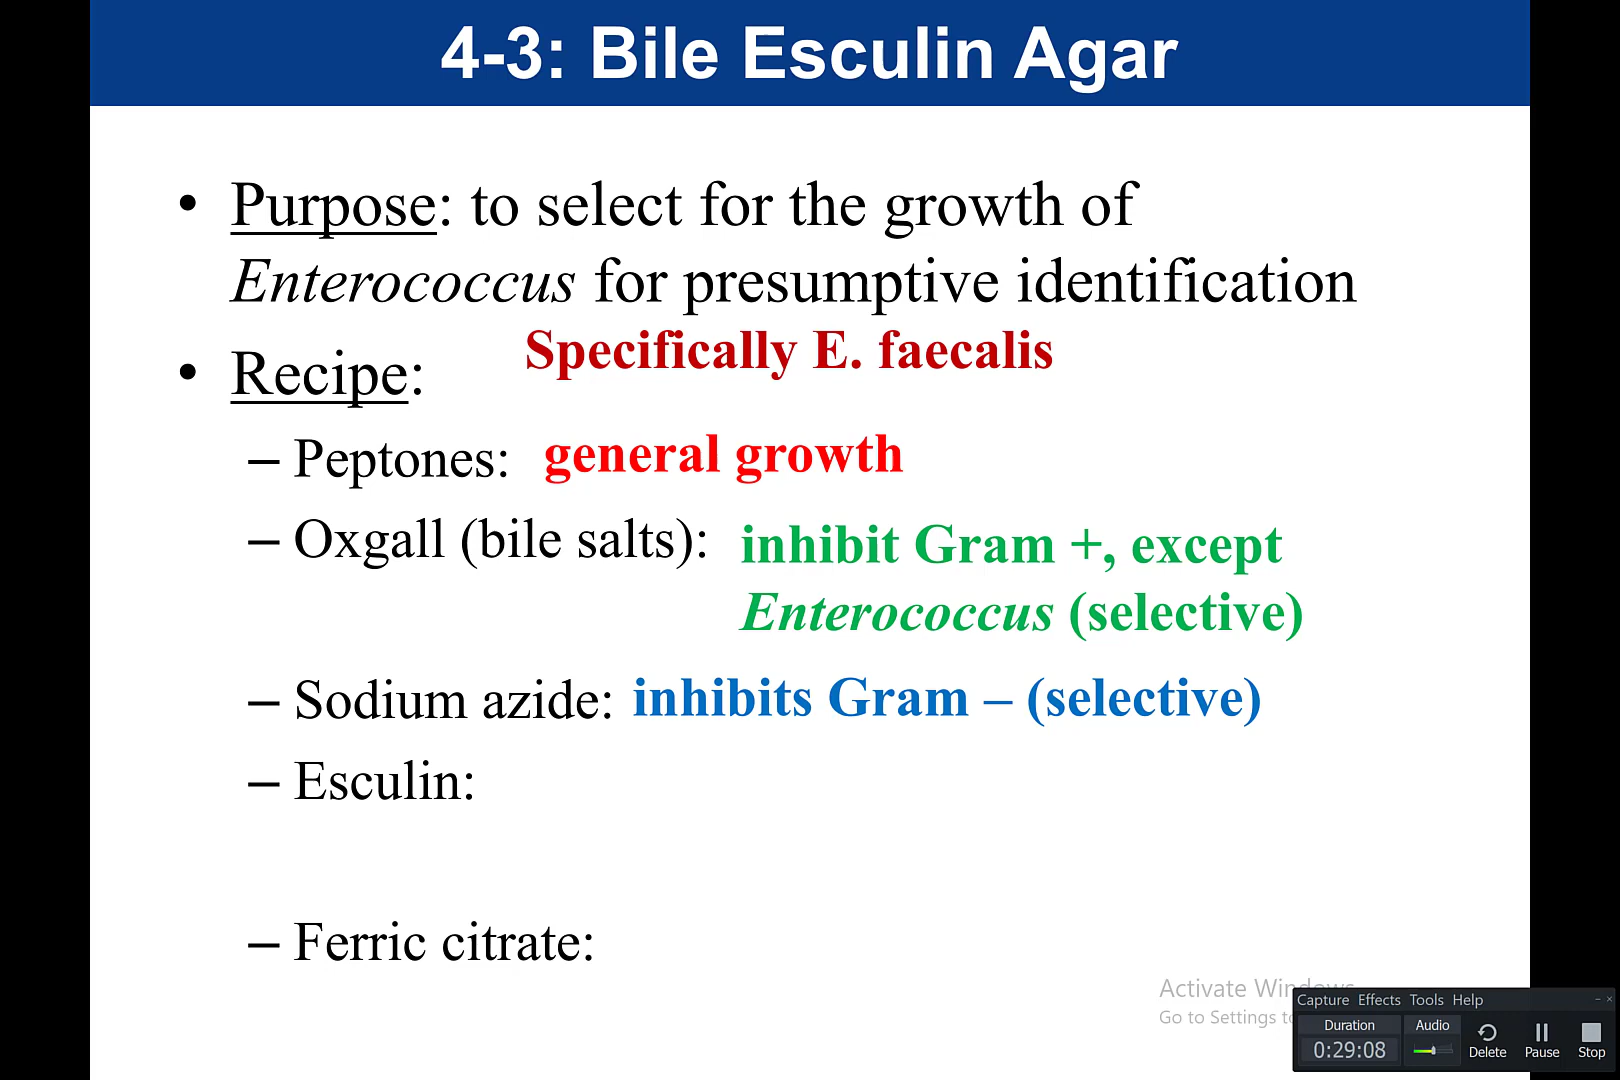 4-3: Bile Esculin Agar
• Purpose: to select for the growth of
Enterococcus for presumptive identification
Specifically E. faecalis
• Recipe:
– Peptones: general growth
– Oxgall (bile salts): inhibit Gram +, except
Enterococcus (selective)
– Sodium azide: inhibits Gram – (selective)
– Esculin:
– Ferric citrate:
Activate Windows
Go to Settings to
Capture Effects Tools Help
Duration Audio
0:29:08
Delete Pause Stop